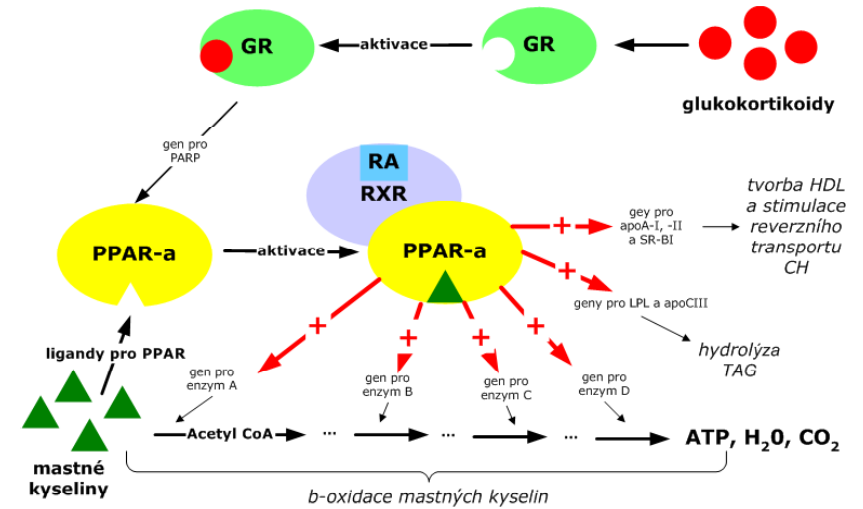 GR
aktivace
GR
glukokortikoidy
gen pro
PARP
RA
RXR
tvorba HDL
a stimulace
reverzního
transportu
CH
gey pro
apoA-I, -II
a SR-BI
+
PPAR-a
aktivace
PPAR-a
+
geny pro LPL a apoCIII
+
+
+
+
ligandy pro PPAR
hydrolýza
TAG
gen pro
enzym A
gen pro
enzym B
gen pro
enzym C
gen pro
enzym D
Acetyl CoA
...
...
...
ATP, H20, CO2
mastné
kyseliny
b-oxidace mastných kyselin